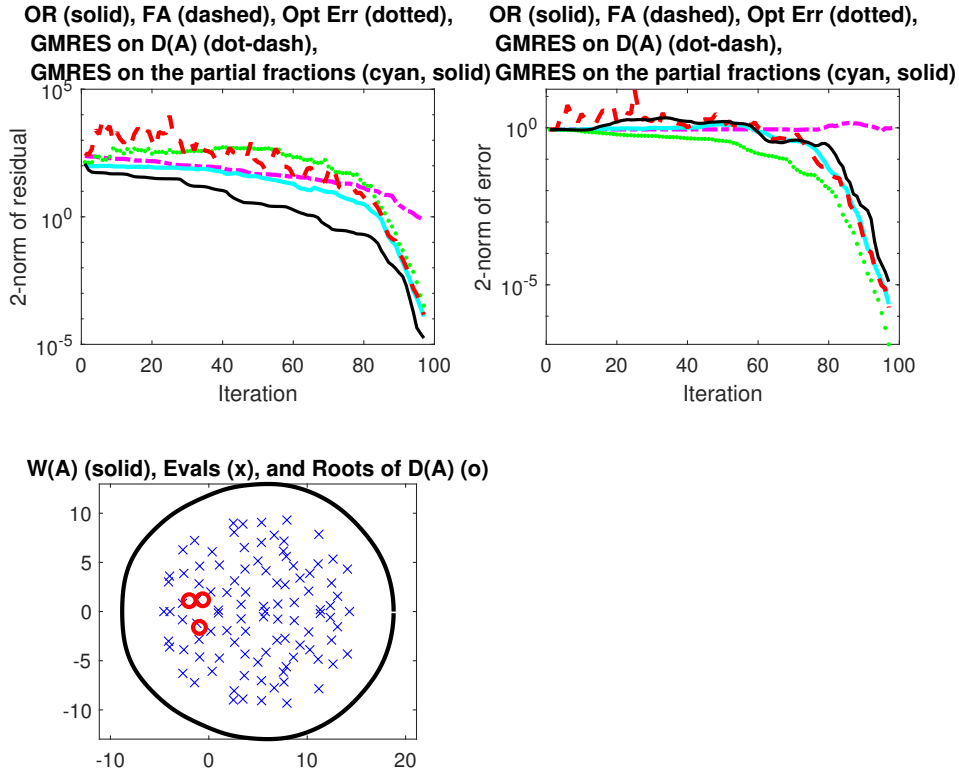 OR (solid), FA (dashed), Opt Err (dotted),
GMRES on D(A) (dot-dash),
GMRES on the partial fractions (cyan, solid)
10^5
10^0
10^-5
2-norm of residual
0 20 40 60 80 100
Iteration
OR (solid), FA (dashed), Opt Err (dotted),
GMRES on D(A) (dot-dash),
GMRES on the partial fractions (cyan, solid)
10^0
10^-5
2-norm of error
0 20 40 60 80 100
Iteration
W(A) (solid), Evals (x), and Roots of D(A) (o)
10
5
0
-5
-10
-10 0 10 20